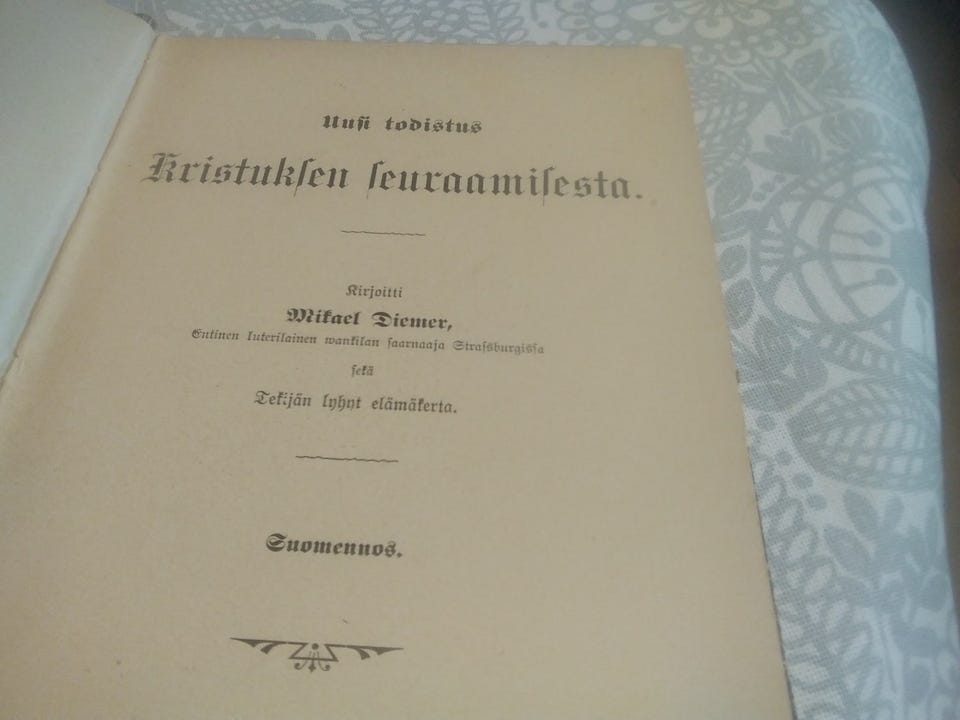 Uusi todistus
Kristuksen seuraamisesta.
Kirjoitti
Mikael Diemer,
Entinen luterilainen wankilan saarnaaja Strassburgissa
sekä
Tekijän lyhyt elämäkerta.
Suomennos.